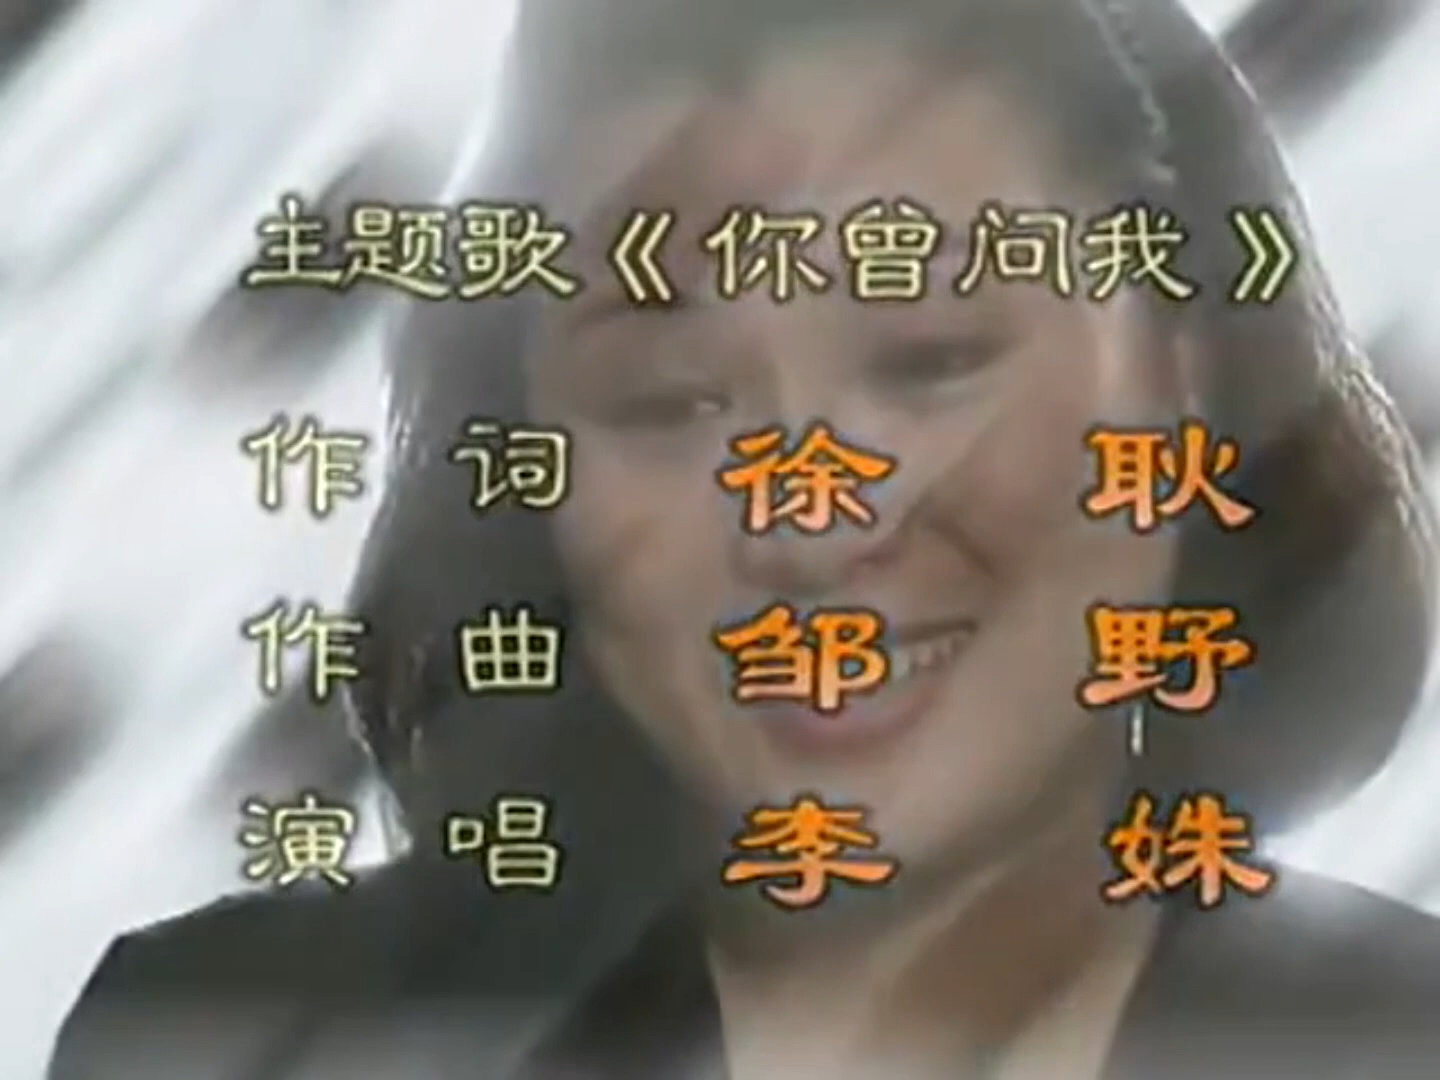 主题歌《你曾问我》
作词 徐耿
作曲 邹野
演唱 李姝